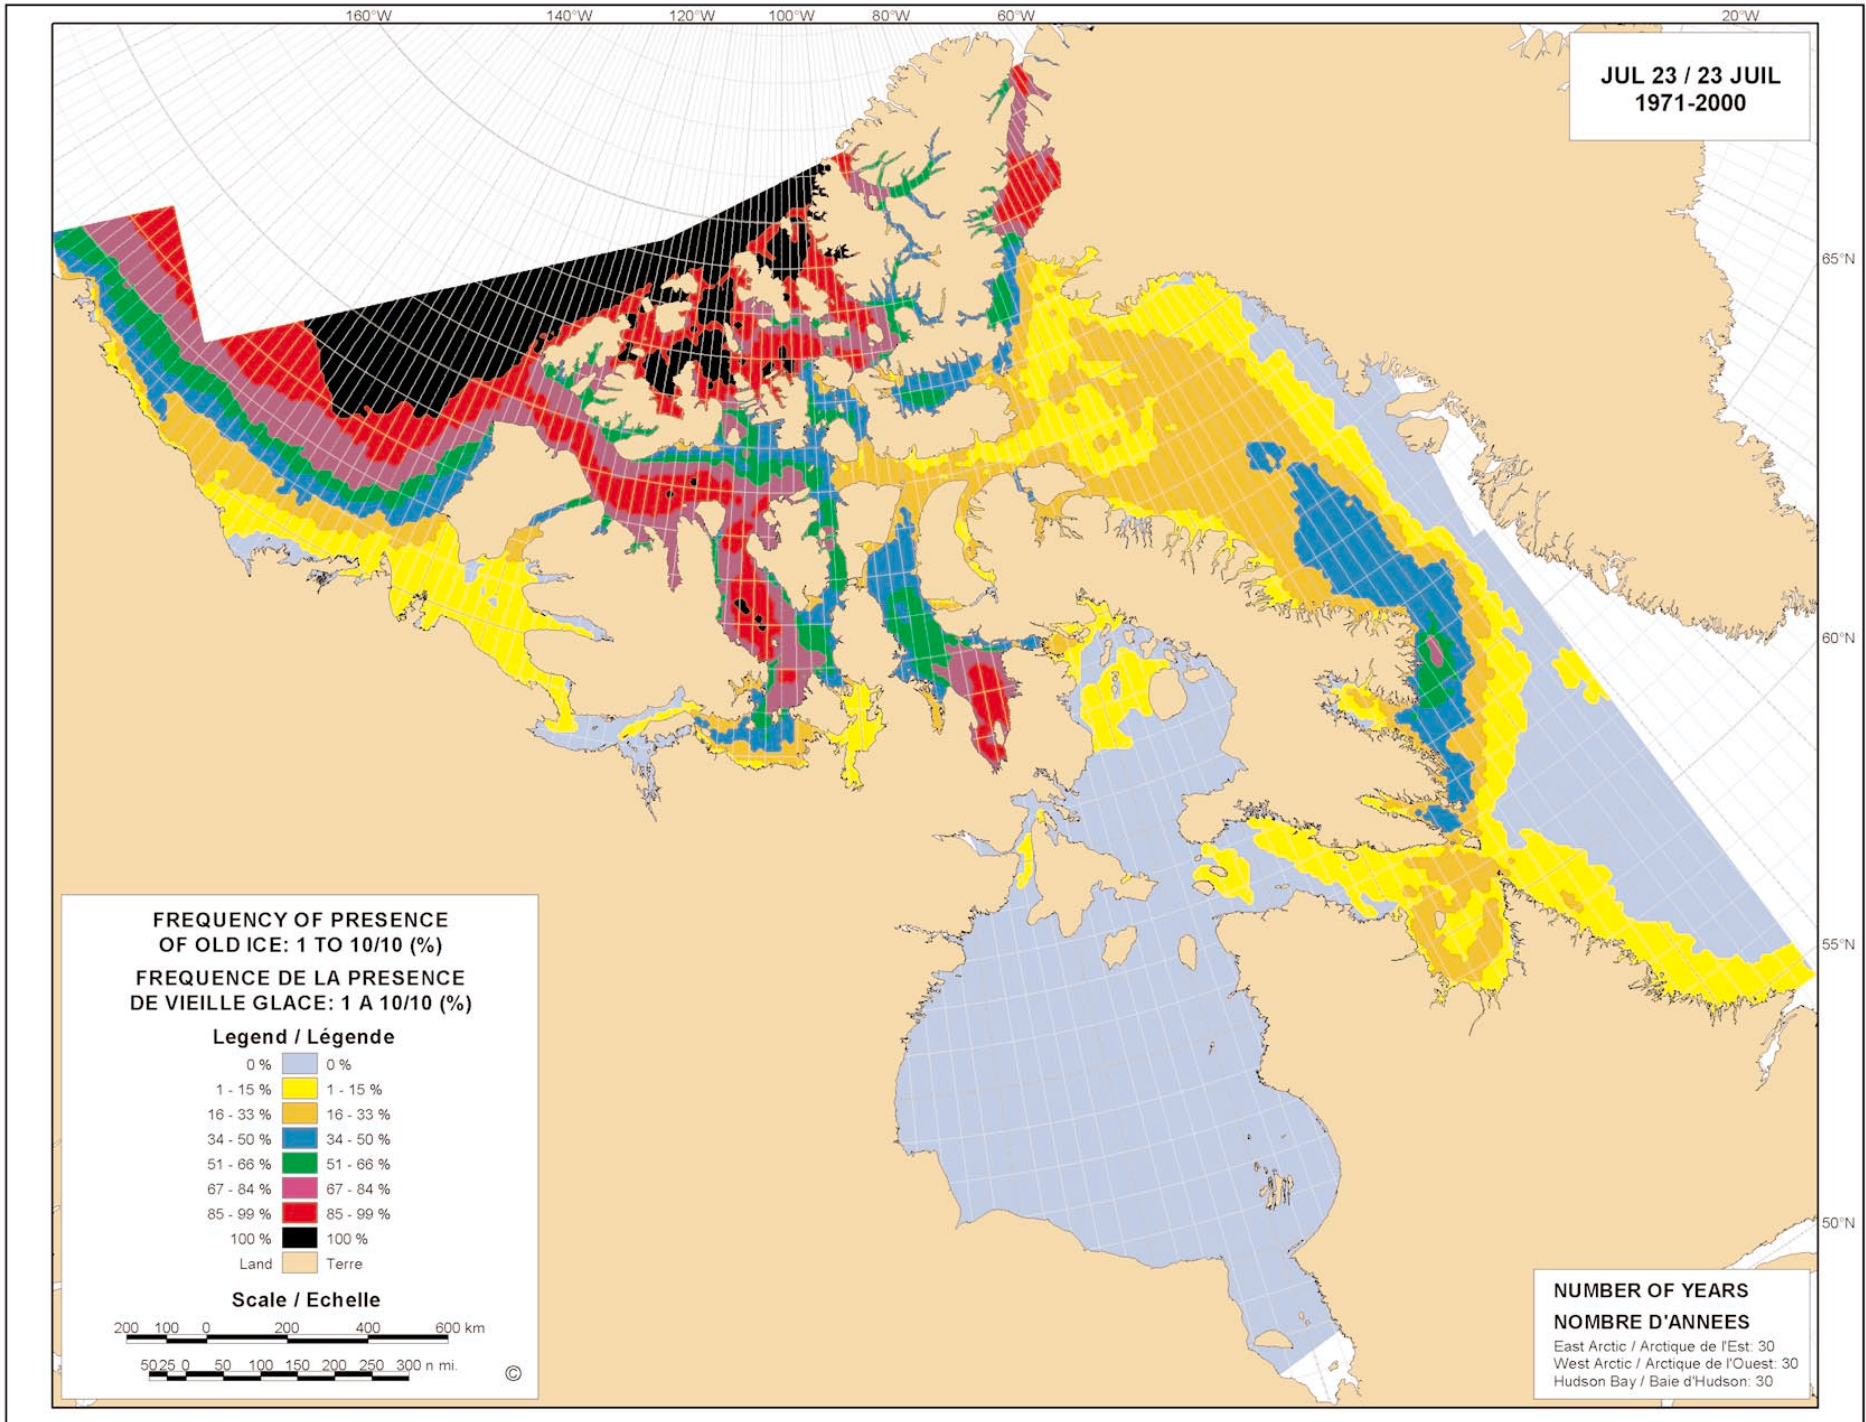 160°W 140°W 120°W 100°W 80°W 60°W 20°W
JUL 23 / 23 JUIL
1971-2000
65°N
60°N
55°N
50°N
FREQUENCY OF PRESENCE
OF OLD ICE: 1 TO 10/10 (%)
FREQUENCE DE LA PRESENCE
DE VIEILLE GLACE: 1 A 10/10 (%)
Legend / Légende
0 % 0 %
1 - 15 % 1 - 15 %
16 - 33 % 16 - 33 %
34 - 50 % 34 - 50 %
51 - 66 % 51 - 66 %
67 - 84 % 67 - 84 %
85 - 99 % 85 - 99 %
100 % 100 %
Land Terre
Scale / Echelle
200 100 0 200 400 600 km
50 25 0 50 100 150 200 250 300 n mi.
©
NUMBER OF YEARS
NOMBRE D'ANNEES
East Arctic / Arctique de l'Est: 30
West Arctic / Arctique de l'Ouest: 30
Hudson Bay / Baie d'Hudson: 30